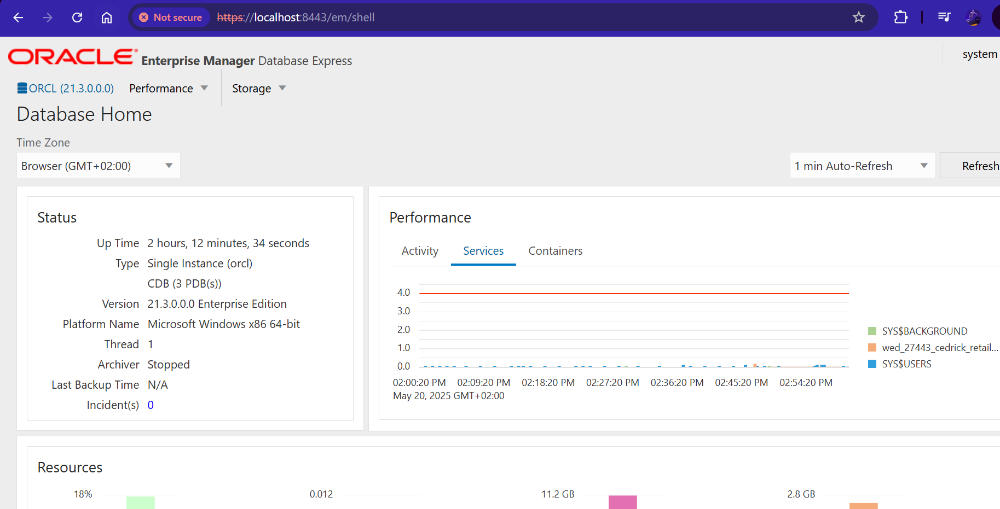 Not secure https://localhost:8443/em/shell
ORACLE® Enterprise Manager Database Express
system
ORCL (21.3.0.0.0) Performance Storage
Database Home
Time Zone
Browser (GMT+02:00)
1 min Auto-Refresh
Refresh
Status
Up Time 2 hours, 12 minutes, 34 seconds
Type Single Instance (orcl)
CDB (3 PDB(s))
Version 21.3.0.0.0 Enterprise Edition
Platform Name Microsoft Windows x86 64-bit
Thread 1
Archiver Stopped
Last Backup Time N/A
Incident(s) 0
Performance
Activity Services Containers
4.0
3.0
2.0
1.0
0.0
02:00:20 PM 02:09:20 PM 02:18:20 PM 02:27:20 PM 02:36:20 PM 02:45:20 PM 02:54:20 PM
May 20, 2025 GMT+02:00
SYS$BACKGROUND
wed_27443_cedrick_retail...
SYS$USERS
Resources
18% 0.012 11.2 GB 2.8 GB